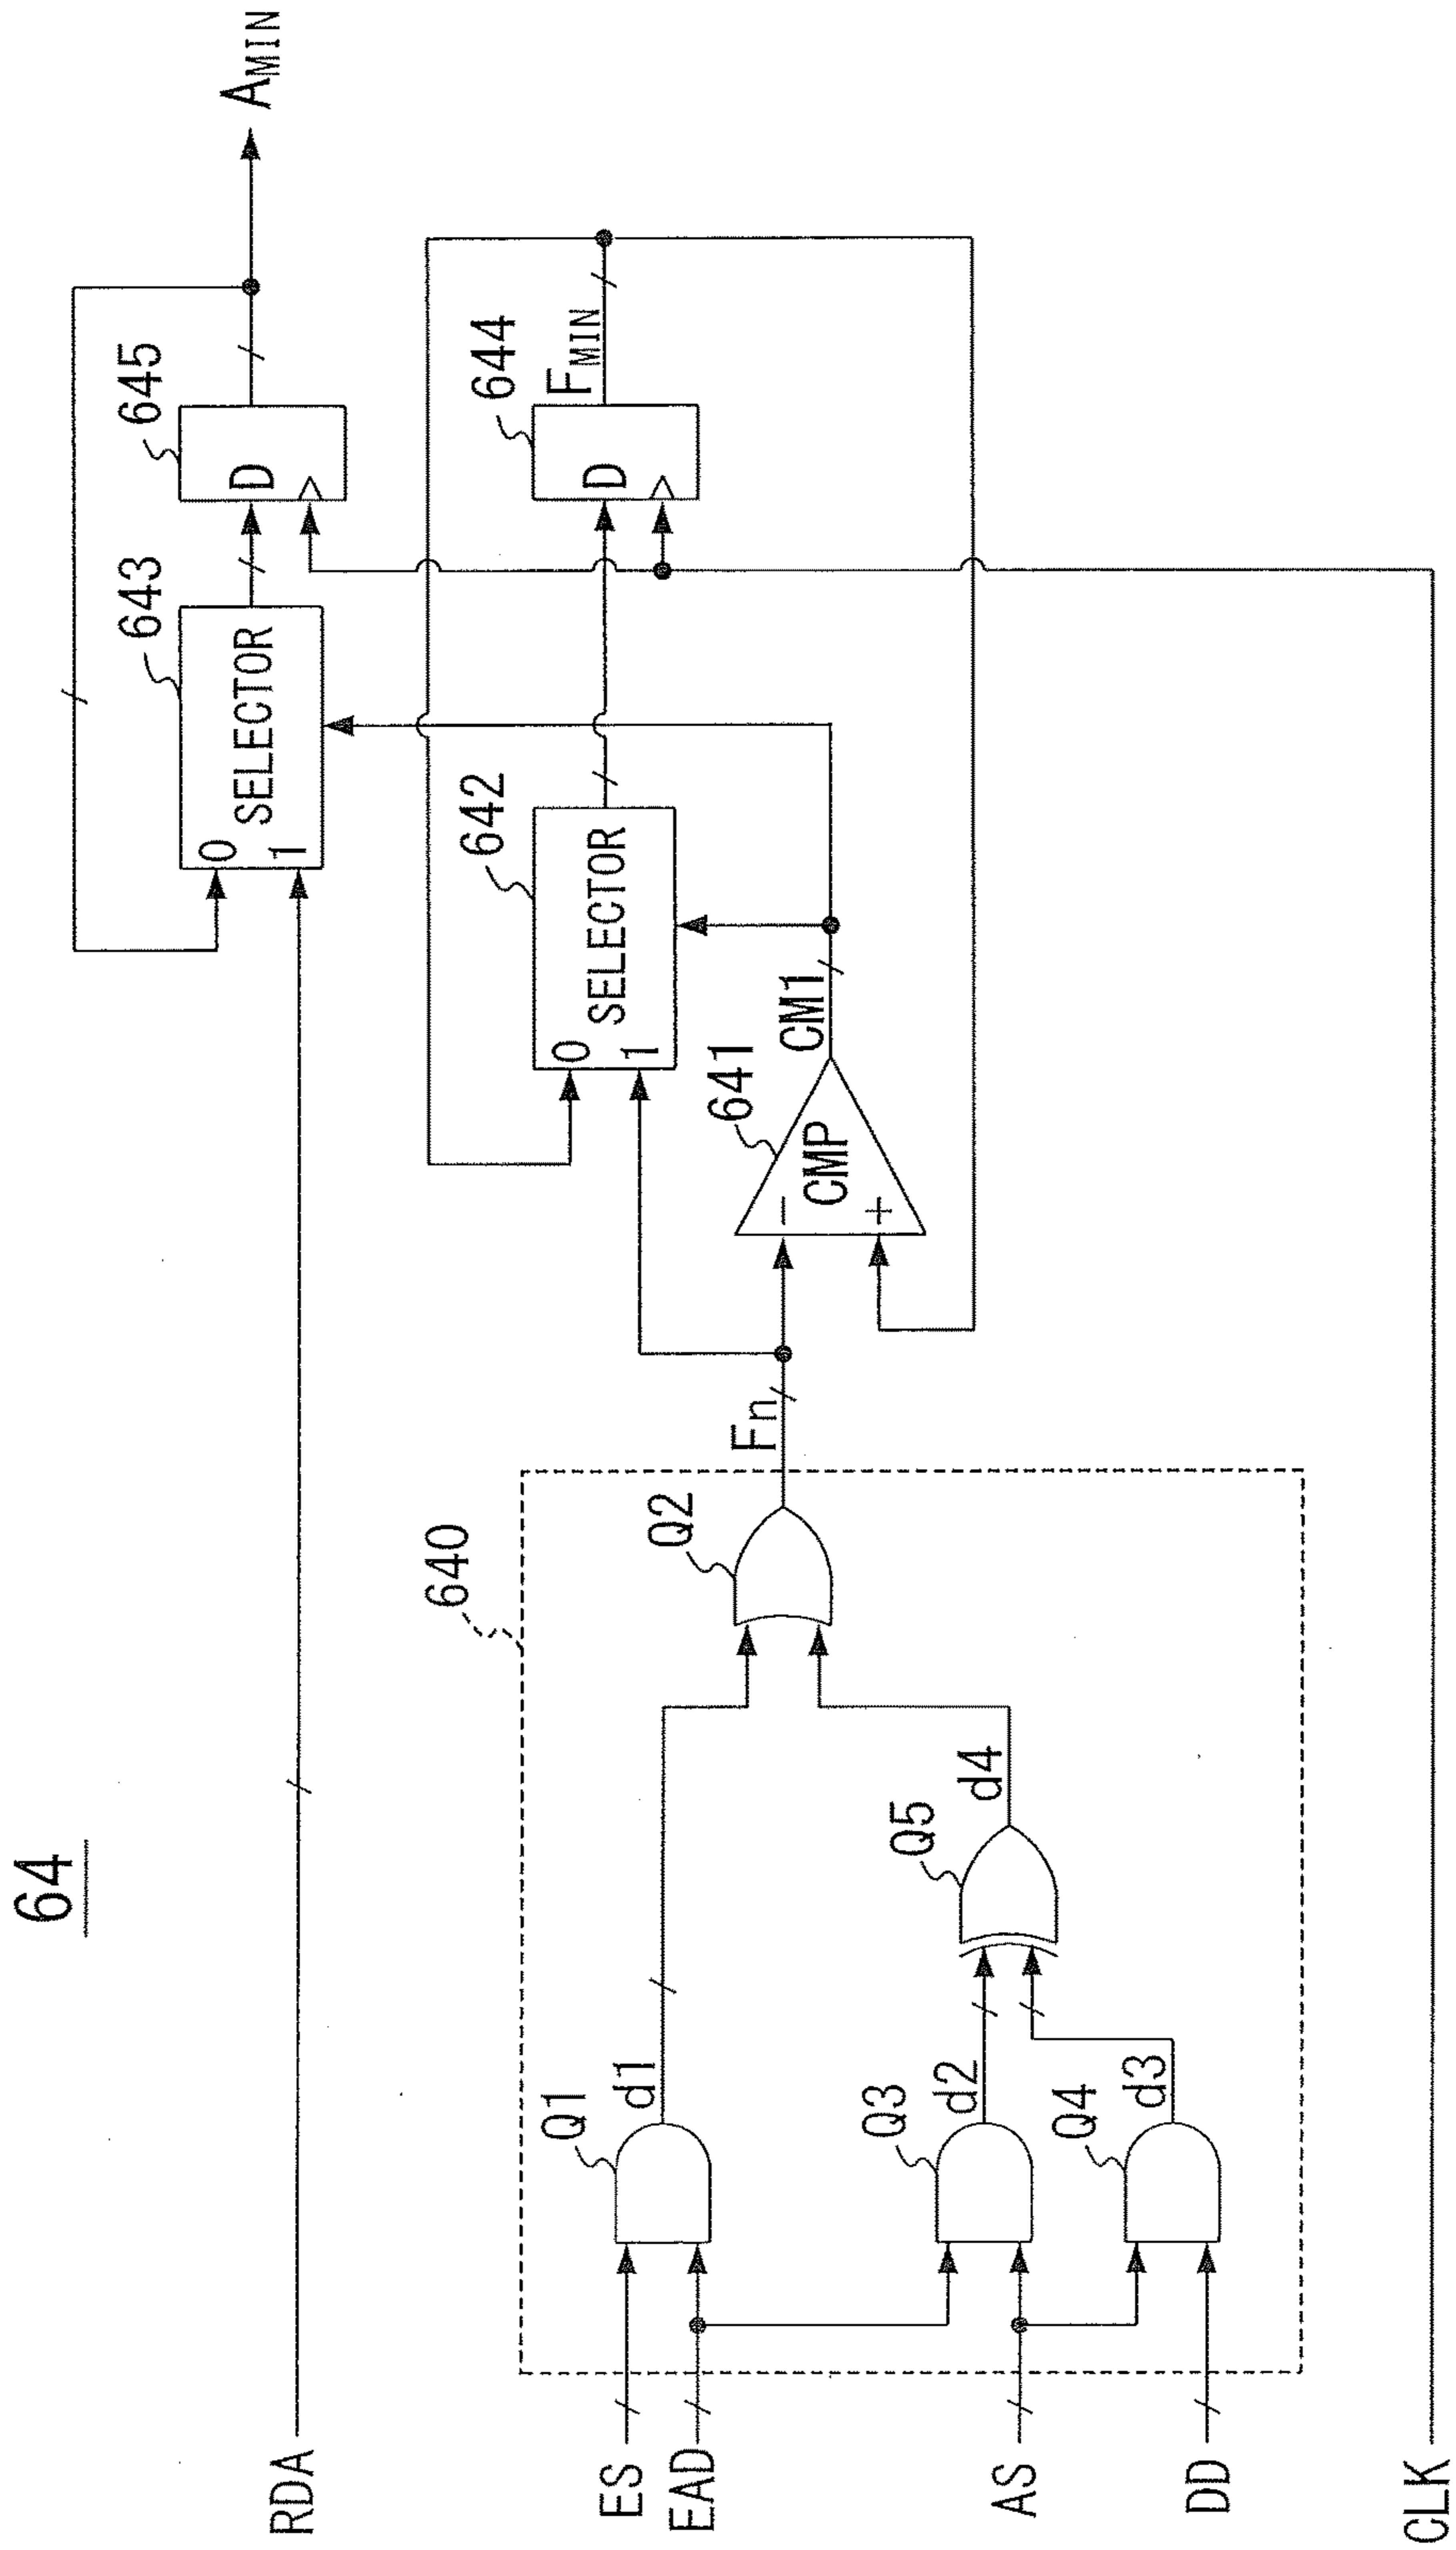 64
RDA
ES
EAD
AS
DD
CLK
640
Q1
d1
Q3
d2
Q4
d3
Q5
d4
Q2
Fn
641
CMP
−
+
CM1
642
SELECTOR
0
1
643
SELECTOR
0
1
644
D
FMIN
645
D
AMIN